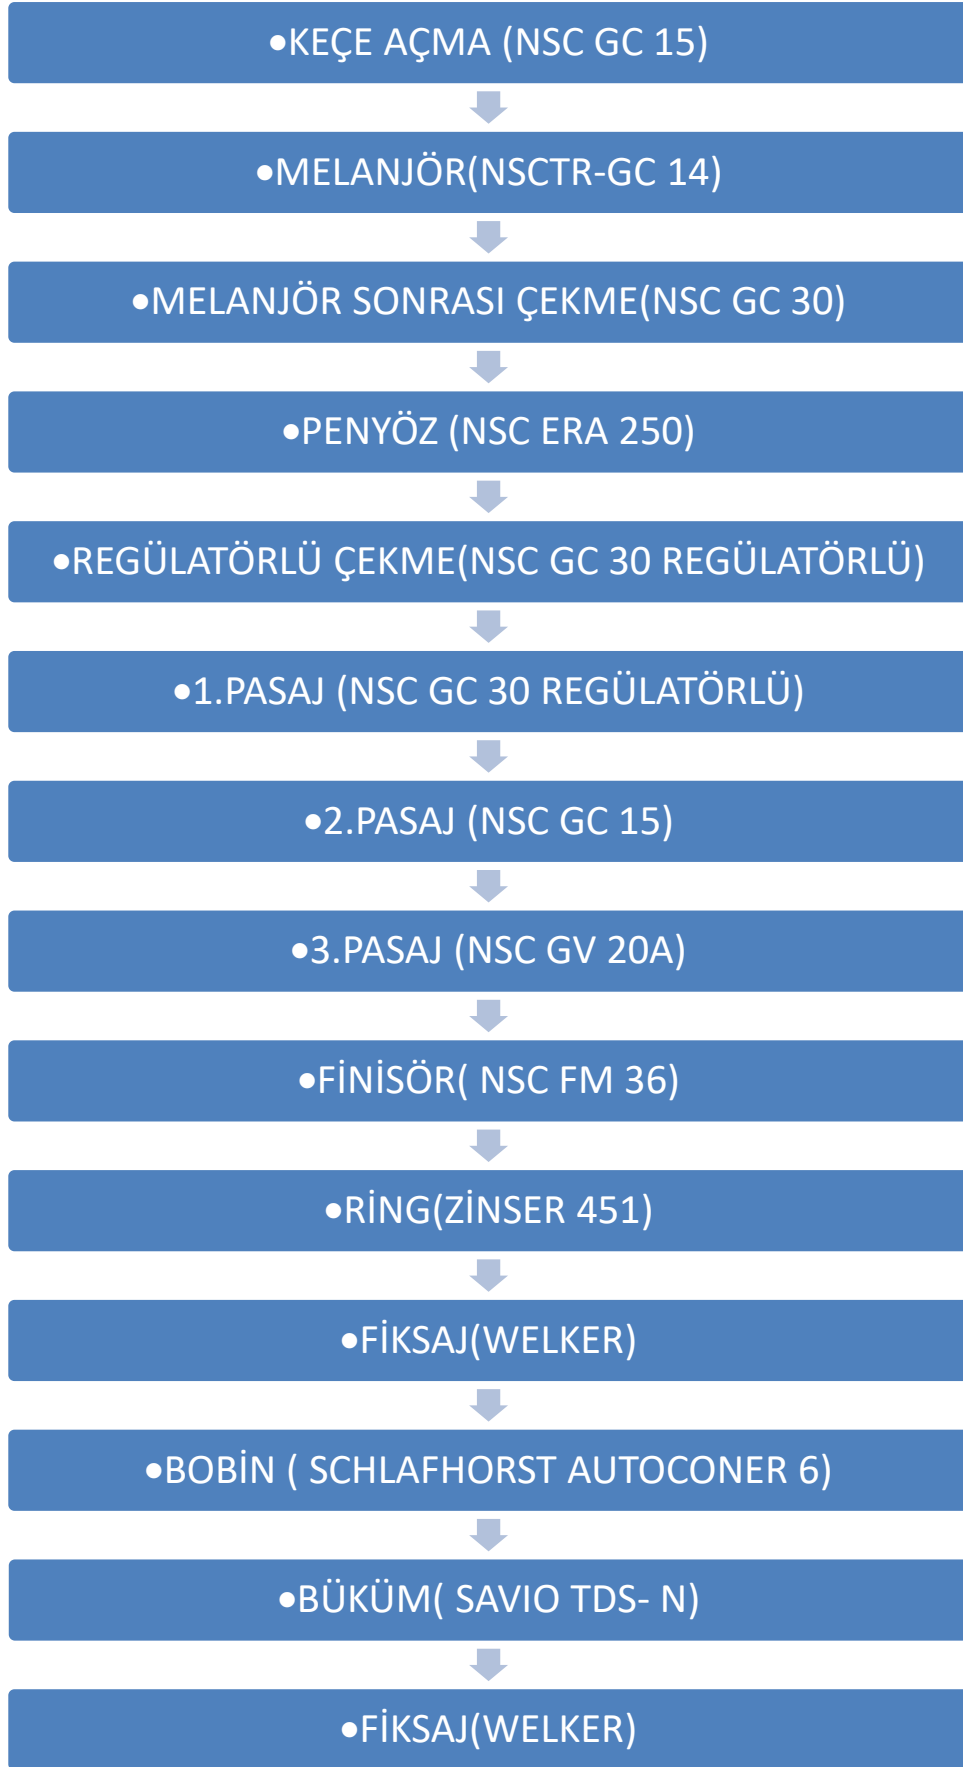 •KEÇE AÇMA (NSC GC 15)
•MELANJÖR(NSCTR-GC 14)
•MELANJÖR SONRASI ÇEKME(NSC GC 30)
•PENYÖZ (NSC ERA 250)
•REGÜLATÖRLÜ ÇEKME(NSC GC 30 REGÜLATÖRLÜ)
•1.PASAJ (NSC GC 30 REGÜLATÖRLÜ)
•2.PASAJ (NSC GC 15)
•3.PASAJ (NSC GV 20A)
•FİNİSÖR( NSC FM 36)
•RİNG(ZİNSER 451)
•FİKSAJ(WELKER)
•BOBİN ( SCHLAFHORST AUTOCONER 6)
•BÜKÜM( SAVIO TDS- N)
•FİKSAJ(WELKER)